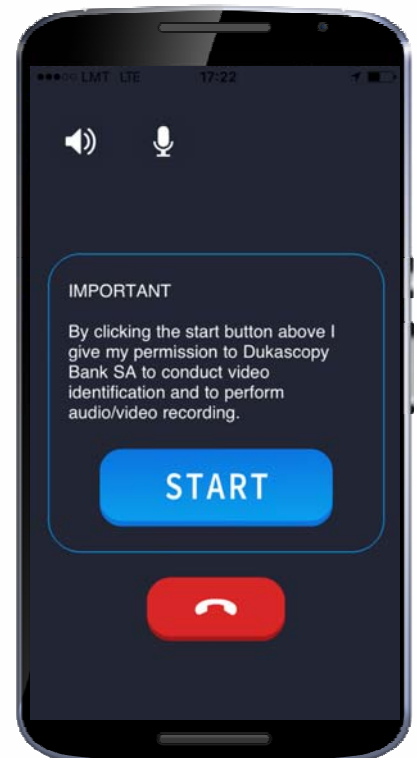 LMT LTE 17:22
IMPORTANT
By clicking the start button above I
give my permission to Dukascopy
Bank SA to conduct video
identification and to perform
audio/video recording.
START